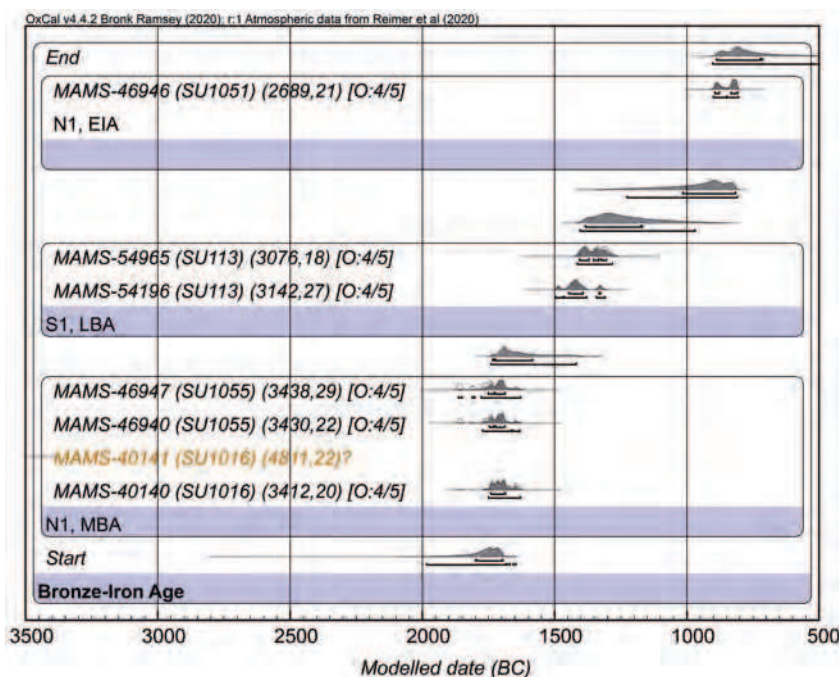 OxCal v4.4.2 Bronk Ramsey (2020); r:1 Atmospheric data from Reimer et al (2020)
End
MAMS-46946 (SU1051) (2689,21) [O:4/5]
N1, EIA
MAMS-54965 (SU113) (3076,18) [O:4/5]
MAMS-54196 (SU113) (3142,27) [O:4/5]
S1, LBA
MAMS-46947 (SU1055) (3438,29) [O:4/5]
MAMS-46940 (SU1055) (3430,22) [O:4/5]
MAMS-40141 (SU1016) (4811,22)?
MAMS-40140 (SU1016) (3412,20) [O:4/5]
N1, MBA
Start
Bronze-Iron Age
3500 3000 2500 2000 1500 1000 500
Modelled date (BC)